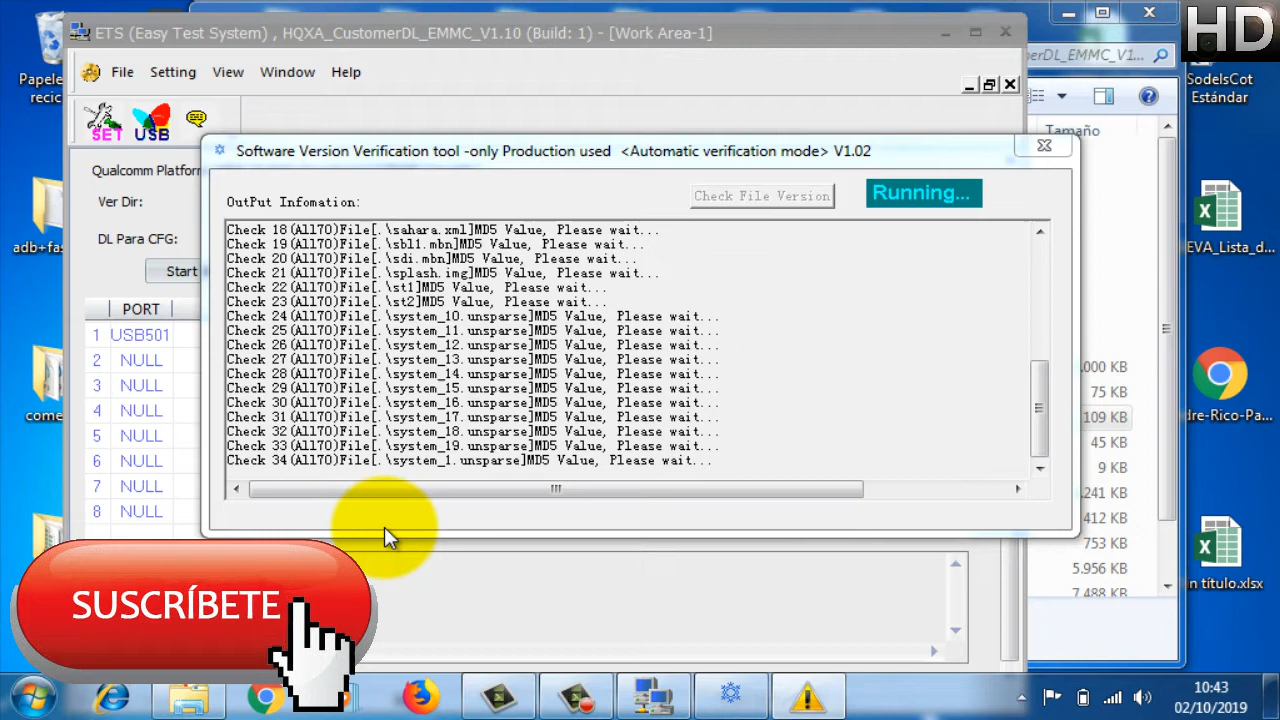 HD
ETS (Easy Test System) , HQXA_CustomerDL_EMMC_V1.10 (Build: 1) - [Work Area-1]
Papele
recic
File Setting View Window Help
erDL_EMMC_V1...
SodelsCot
Estándar
SET
USB
Tamaño
Software Version Verification tool -only Production used <Automatic verification mode> V1.02
Qualcomm Platforn
Ver Dir:
DL Para CFG:
Start
OutPut Infomation:
Check File Version
Running...
Check 18(All70)File[.\sahara.xml]MD5 Value, Please wait...
Check 19(All70)File[.\sbl1.mbn]MD5 Value, Please wait...
Check 20(All70)File[.\sdi.mbn]MD5 Value, Please wait...
Check 21(All70)File[.\splash.img]MD5 Value, Please wait...
Check 22(All70)File[.\st1]MD5 Value, Please wait...
Check 23(All70)File[.\st2]MD5 Value, Please wait...
Check 24(All70)File[.\system_10.unsparse]MD5 Value, Please wait...
Check 25(All70)File[.\system_11.unsparse]MD5 Value, Please wait...
Check 26(All70)File[.\system_12.unsparse]MD5 Value, Please wait...
Check 27(All70)File[.\system_13.unsparse]MD5 Value, Please wait...
Check 28(All70)File[.\system_14.unsparse]MD5 Value, Please wait...
Check 29(All70)File[.\system_15.unsparse]MD5 Value, Please wait...
Check 30(All70)File[.\system_16.unsparse]MD5 Value, Please wait...
Check 31(All70)File[.\system_17.unsparse]MD5 Value, Please wait...
Check 32(All70)File[.\system_18.unsparse]MD5 Value, Please wait...
Check 33(All70)File[.\system_19.unsparse]MD5 Value, Please wait...
Check 34(All70)File[.\system_1.unsparse]MD5 Value, Please wait...
PORT
1 USB501
2 NULL
3 NULL
4 NULL
5 NULL
6 NULL
7 NULL
8 NULL
adb+fas
come
.000 KB
75 KB
109 KB
45 KB
9 KB
.241 KB
412 KB
753 KB
5.956 KB
7.488 KB
EVA_Lista_d...
dre-Rico-Pa...
n título.xlsx
SUSCRÍBETE
10:43
02/10/2019